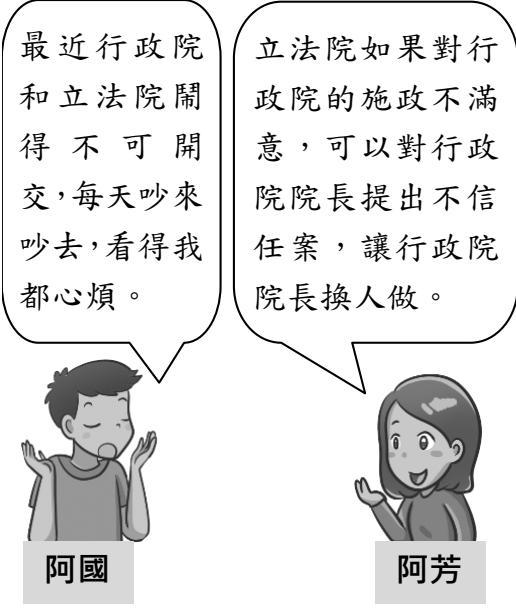 最近行政院
和立法院鬧
得不可開
交，每天吵來
吵去，看得我
都心煩。
立法院如果對行
政院的施政不滿
意，可以對行政
院院長提出不信
任案，讓行政院
院長換人做。
阿國
阿芳